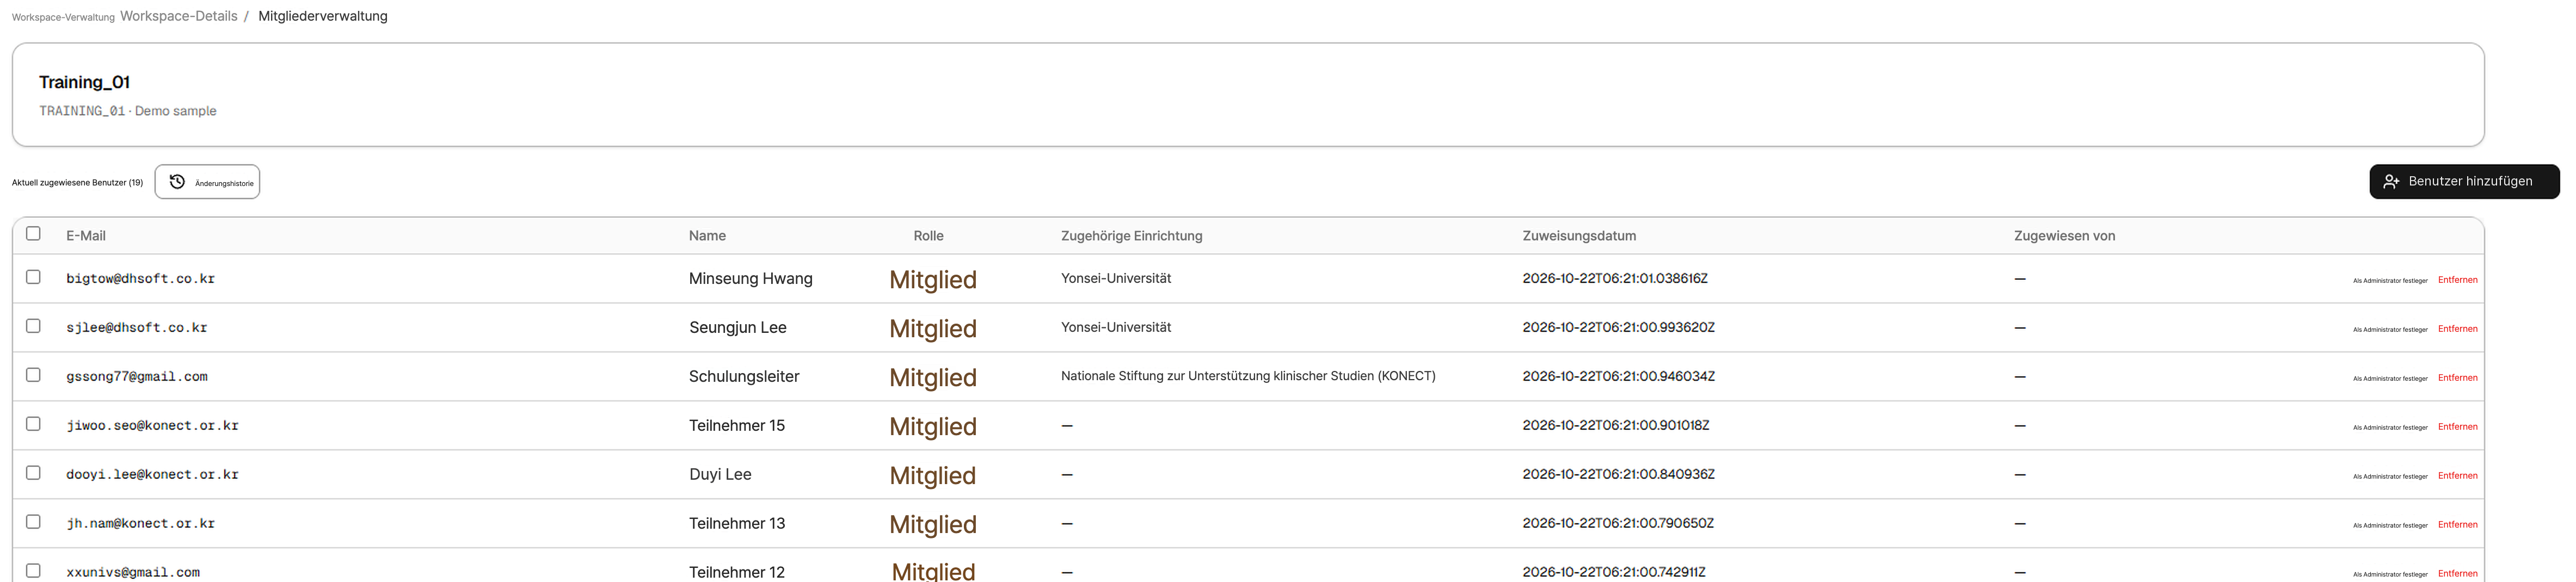 Workspace-Verwaltung Workspace-Details / Mitgliederverwaltung
Training_01
TRAINING_01 · Demo sample
Aktuell zugewiesene Benutzer (19) Änderungshistorie Benutzer hinzufügen
E-Mail Name Rolle Zugehörige Einrichtung Zuweisungsdatum Zugewiesen von
bigtow@dhsoft.co.kr Minseung Hwang Mitglied Yonsei-Universität 2026-10-22T06:21:01.038616Z — Als Administrator festleger Entfernen
sjlee@dhsoft.co.kr Seungjun Lee Mitglied Yonsei-Universität 2026-10-22T06:21:00.993620Z — Als Administrator festleger Entfernen
gssong77@gmail.com Schulungsleiter Mitglied Nationale Stiftung zur Unterstützung klinischer Studien (KONECT) 2026-10-22T06:21:00.946034Z — Als Administrator festleger Entfernen
jiwoo.seo@konect.or.kr Teilnehmer 15 Mitglied — 2026-10-22T06:21:00.901018Z — Als Administrator festleger Entfernen
dooyi.lee@konect.or.kr Duyi Lee Mitglied — 2026-10-22T06:21:00.840936Z — Als Administrator festleger Entfernen
jh.nam@konect.or.kr Teilnehmer 13 Mitglied — 2026-10-22T06:21:00.790650Z — Als Administrator festleger Entfernen
xxunivs@gmail.com Teilnehmer 12 Mitglied — 2026-10-22T06:21:00.742911Z — Als Administrator festleger Entfernen